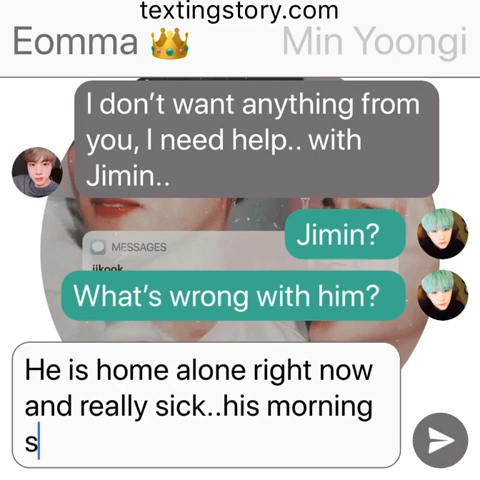 textingstory.com
Eomma 👑 Min Yoongi
I don't want anything from
you, I need help.. with
Jimin..
Jimin?
MESSAGES
jikook
What's wrong with him?
He is home alone right now
and really sick..his morning
s